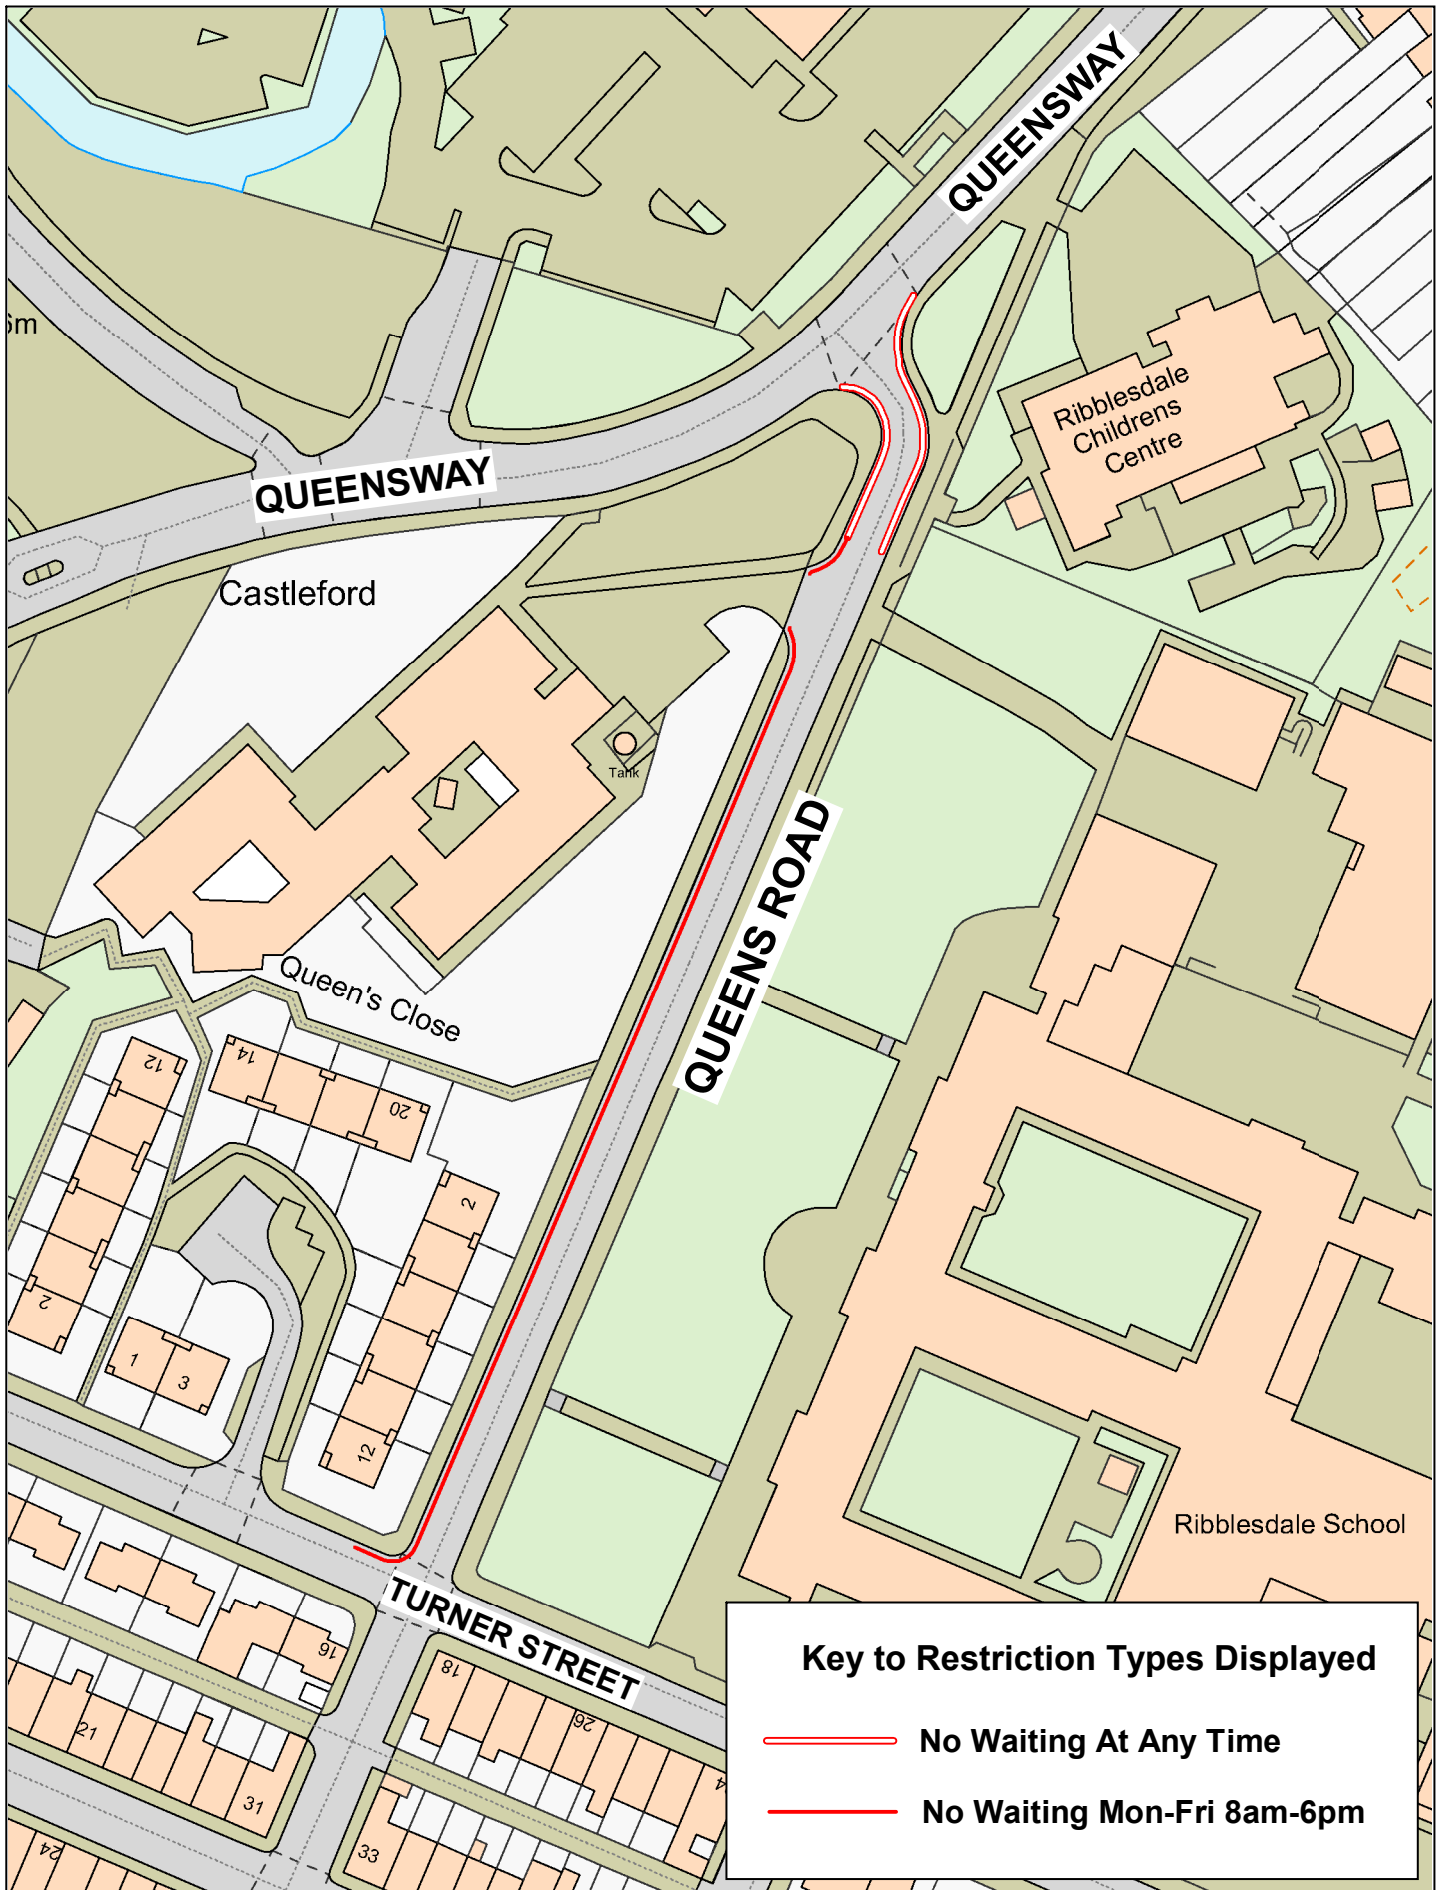 QUEENSWAY
6m
Ribblesdale
Childrens
Centre
QUEENSWAY
Castleford
Tank
QUEENS ROAD
Queen's Close
12
14
20
2
2
1
3
12
Ribblesdale School
TURNER STREET
16
18
26
21
31
33
24
Key to Restriction Types Displayed
No Waiting At Any Time
No Waiting Mon-Fri 8am-6pm